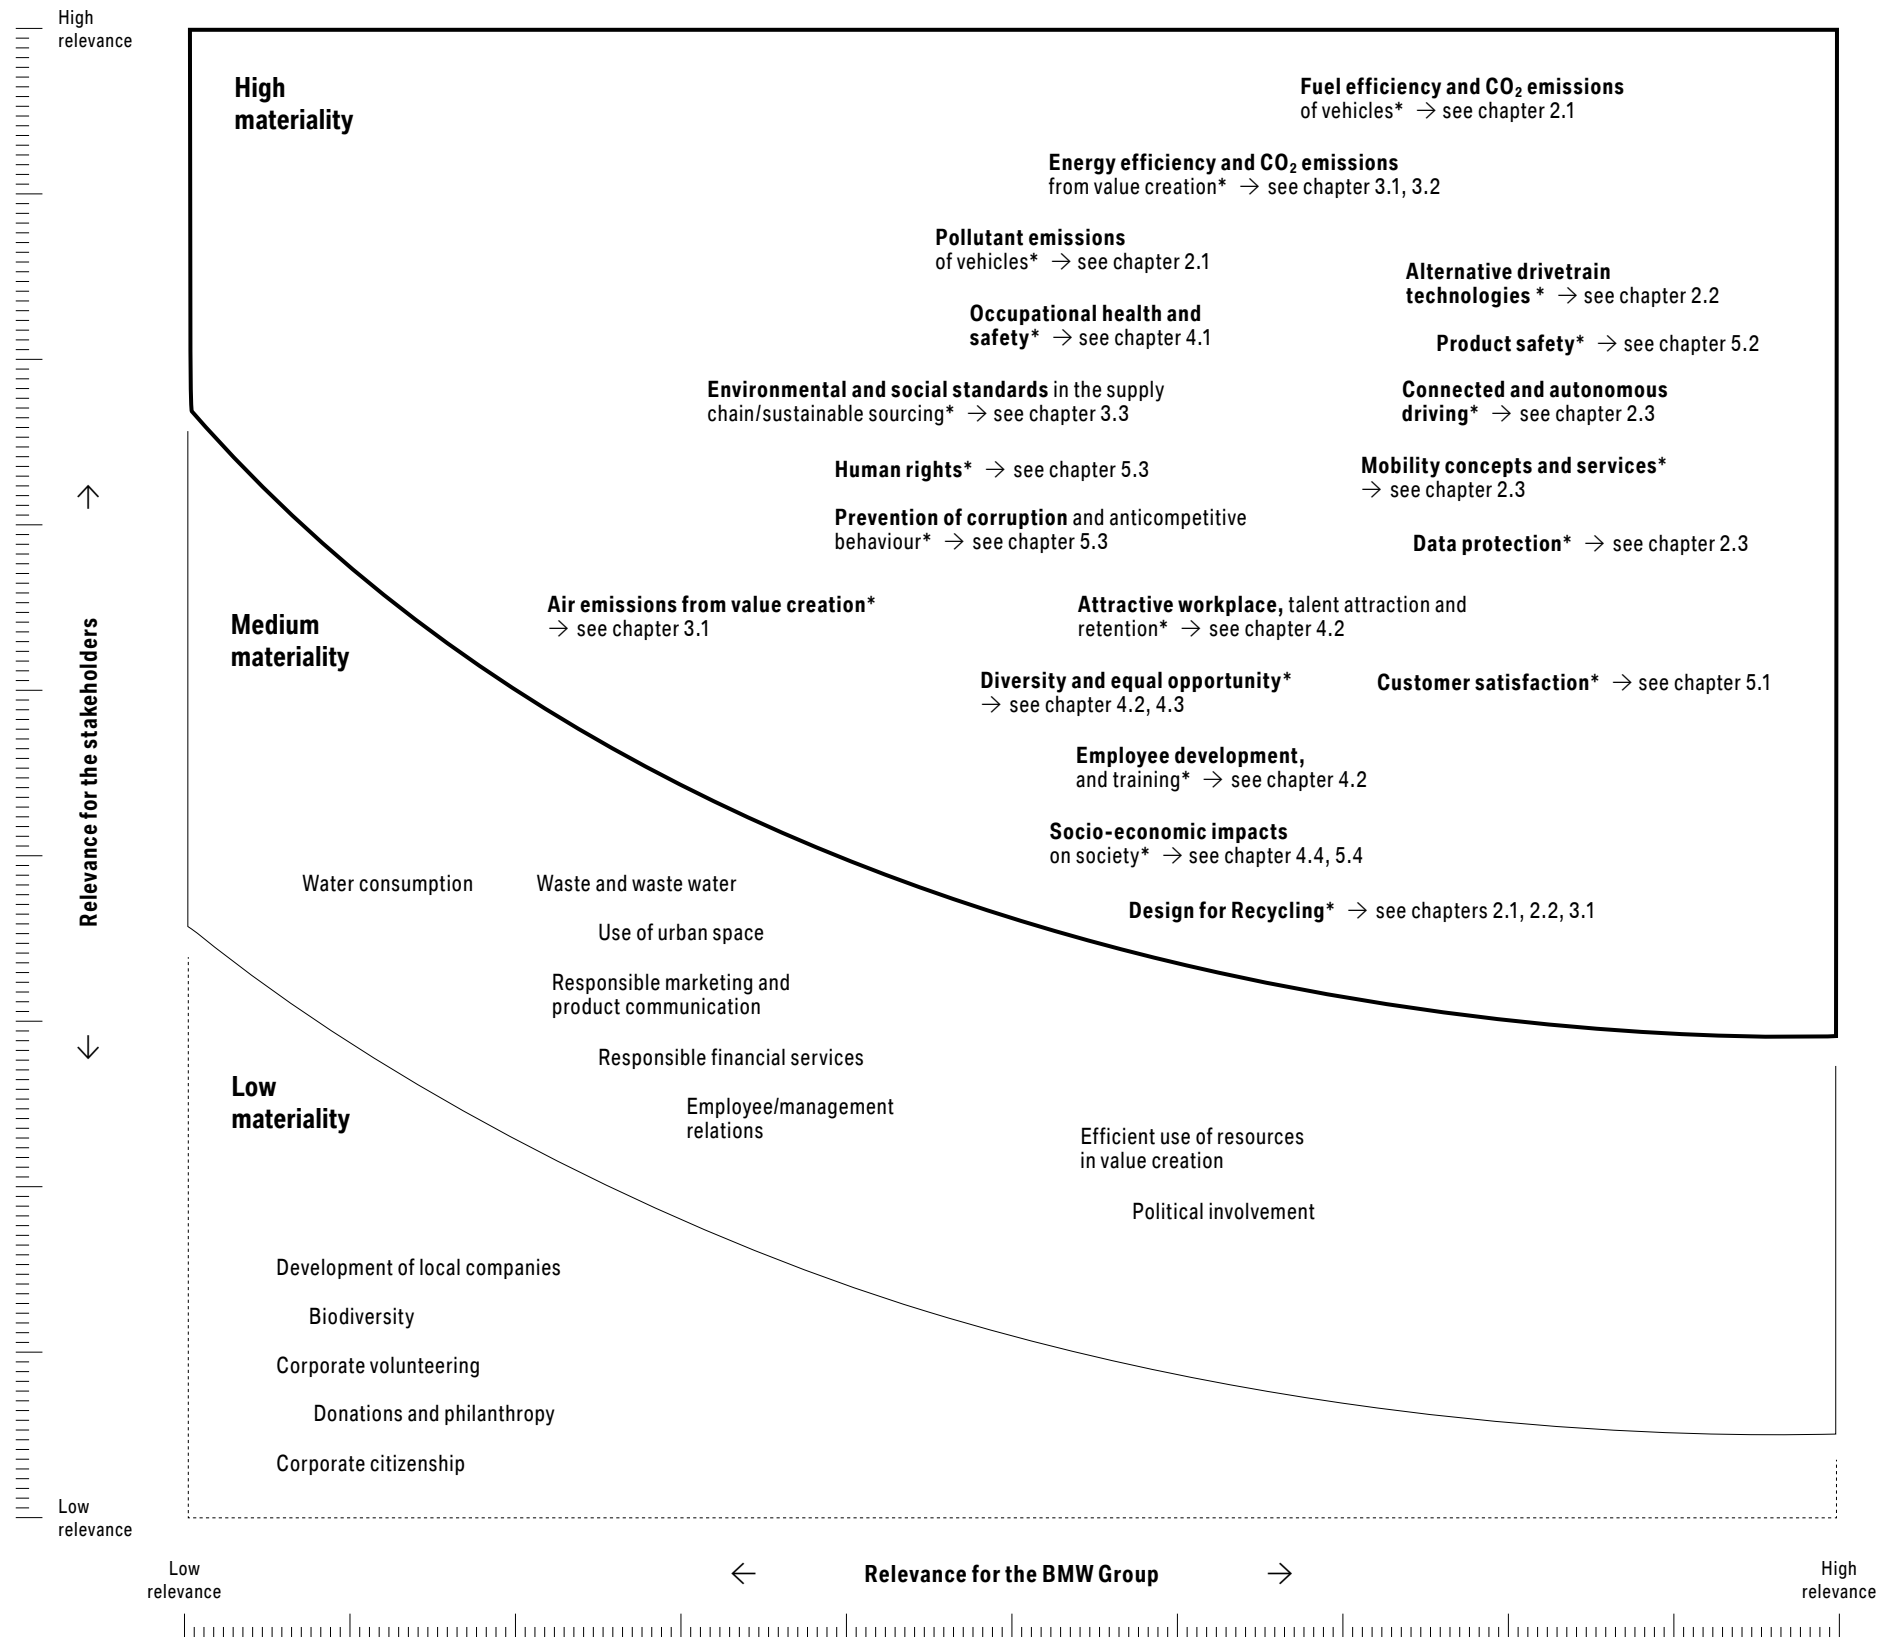 High
relevance
High
materiality
Fuel efficiency and CO₂ emissions
of vehicles* → see chapter 2.1
Energy efficiency and CO₂ emissions
from value creation* → see chapter 3.1, 3.2
Pollutant emissions
of vehicles* → see chapter 2.1
Alternative drivetrain
technologies * → see chapter 2.2
Occupational health and
safety* → see chapter 4.1
Product safety* → see chapter 5.2
Environmental and social standards in the supply
chain/sustainable sourcing* → see chapter 3.3
Connected and autonomous
driving* → see chapter 2.3
Human rights* → see chapter 5.3
Mobility concepts and services*
→ see chapter 2.3
Prevention of corruption and anticompetitive
behaviour* → see chapter 5.3
Data protection* → see chapter 2.3
Air emissions from value creation*
→ see chapter 3.1
Attractive workplace, talent attraction and
retention* → see chapter 4.2
Medium
materiality
Relevance for the stakeholders
Diversity and equal opportunity*
→ see chapter 4.2, 4.3
Customer satisfaction* → see chapter 5.1
Employee development,
and training* → see chapter 4.2
Socio-economic impacts
on society* → see chapter 4.4, 5.4
Water consumption
Waste and waste water
Design for Recycling* → see chapters 2.1, 2.2, 3.1
Use of urban space
Responsible marketing and
product communication
Responsible financial services
Low
materiality
Employee/management
relations
Efficient use of resources
in value creation
Political involvement
Development of local companies
Biodiversity
Corporate volunteering
Donations and philanthropy
Corporate citizenship
Low
relevance
Low
relevance
← Relevance for the BMW Group →
High
relevance